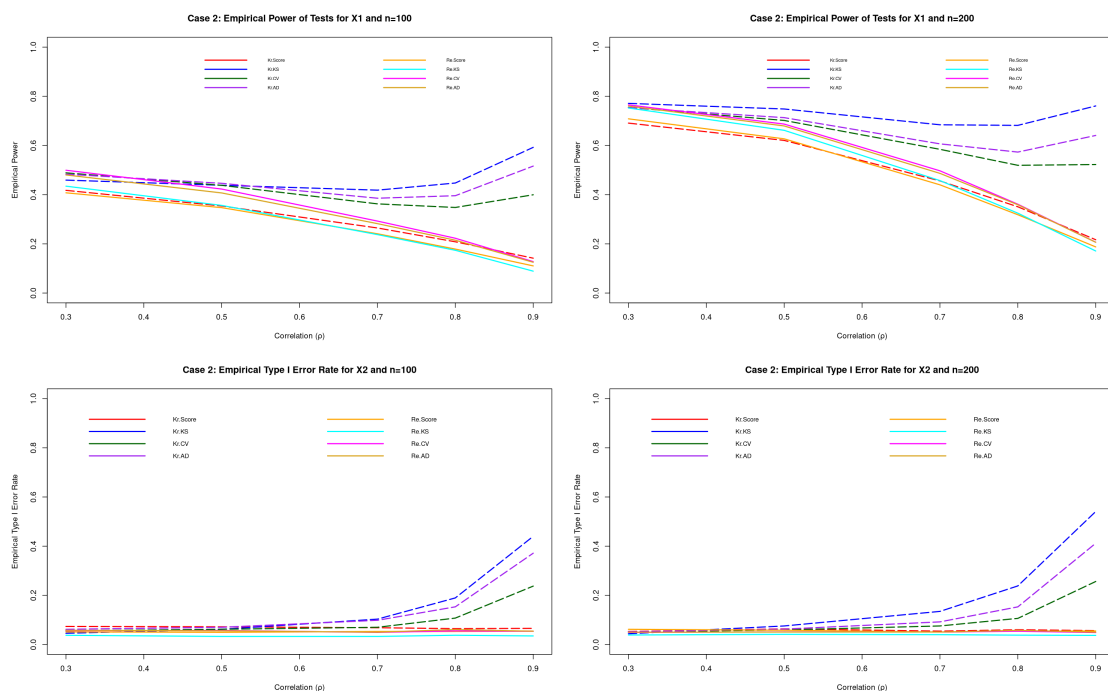 Case 2: Empirical Power of Tests for X1 and n=100
Kr.Score
Kr.KS
Kr.CV
Kr.AD
Re.Score
Re.KS
Re.CV
Re.AD
Empirical Power
0.0
0.2
0.4
0.6
0.8
1.0
0.3 0.4 0.5 0.6 0.7 0.8 0.9
Correlation (ρ)
Case 2: Empirical Power of Tests for X1 and n=200
Kr.Score
Kr.KS
Kr.CV
Kr.AD
Re.Score
Re.KS
Re.CV
Re.AD
Empirical Power
0.0
0.2
0.4
0.6
0.8
1.0
0.3 0.4 0.5 0.6 0.7 0.8 0.9
Correlation (ρ)
Case 2: Empirical Type I Error Rate for X2 and n=100
Kr.Score
Kr.KS
Kr.CV
Kr.AD
Re.Score
Re.KS
Re.CV
Re.AD
Empirical Type I Error Rate
0.0
0.2
0.4
0.6
0.8
1.0
0.3 0.4 0.5 0.6 0.7 0.8 0.9
Correlation (ρ)
Case 2: Empirical Type I Error Rate for X2 and n=200
Kr.Score
Kr.KS
Kr.CV
Kr.AD
Re.Score
Re.KS
Re.CV
Re.AD
Empirical Type I Error Rate
0.0
0.2
0.4
0.6
0.8
1.0
0.3 0.4 0.5 0.6 0.7 0.8 0.9
Correlation (ρ)